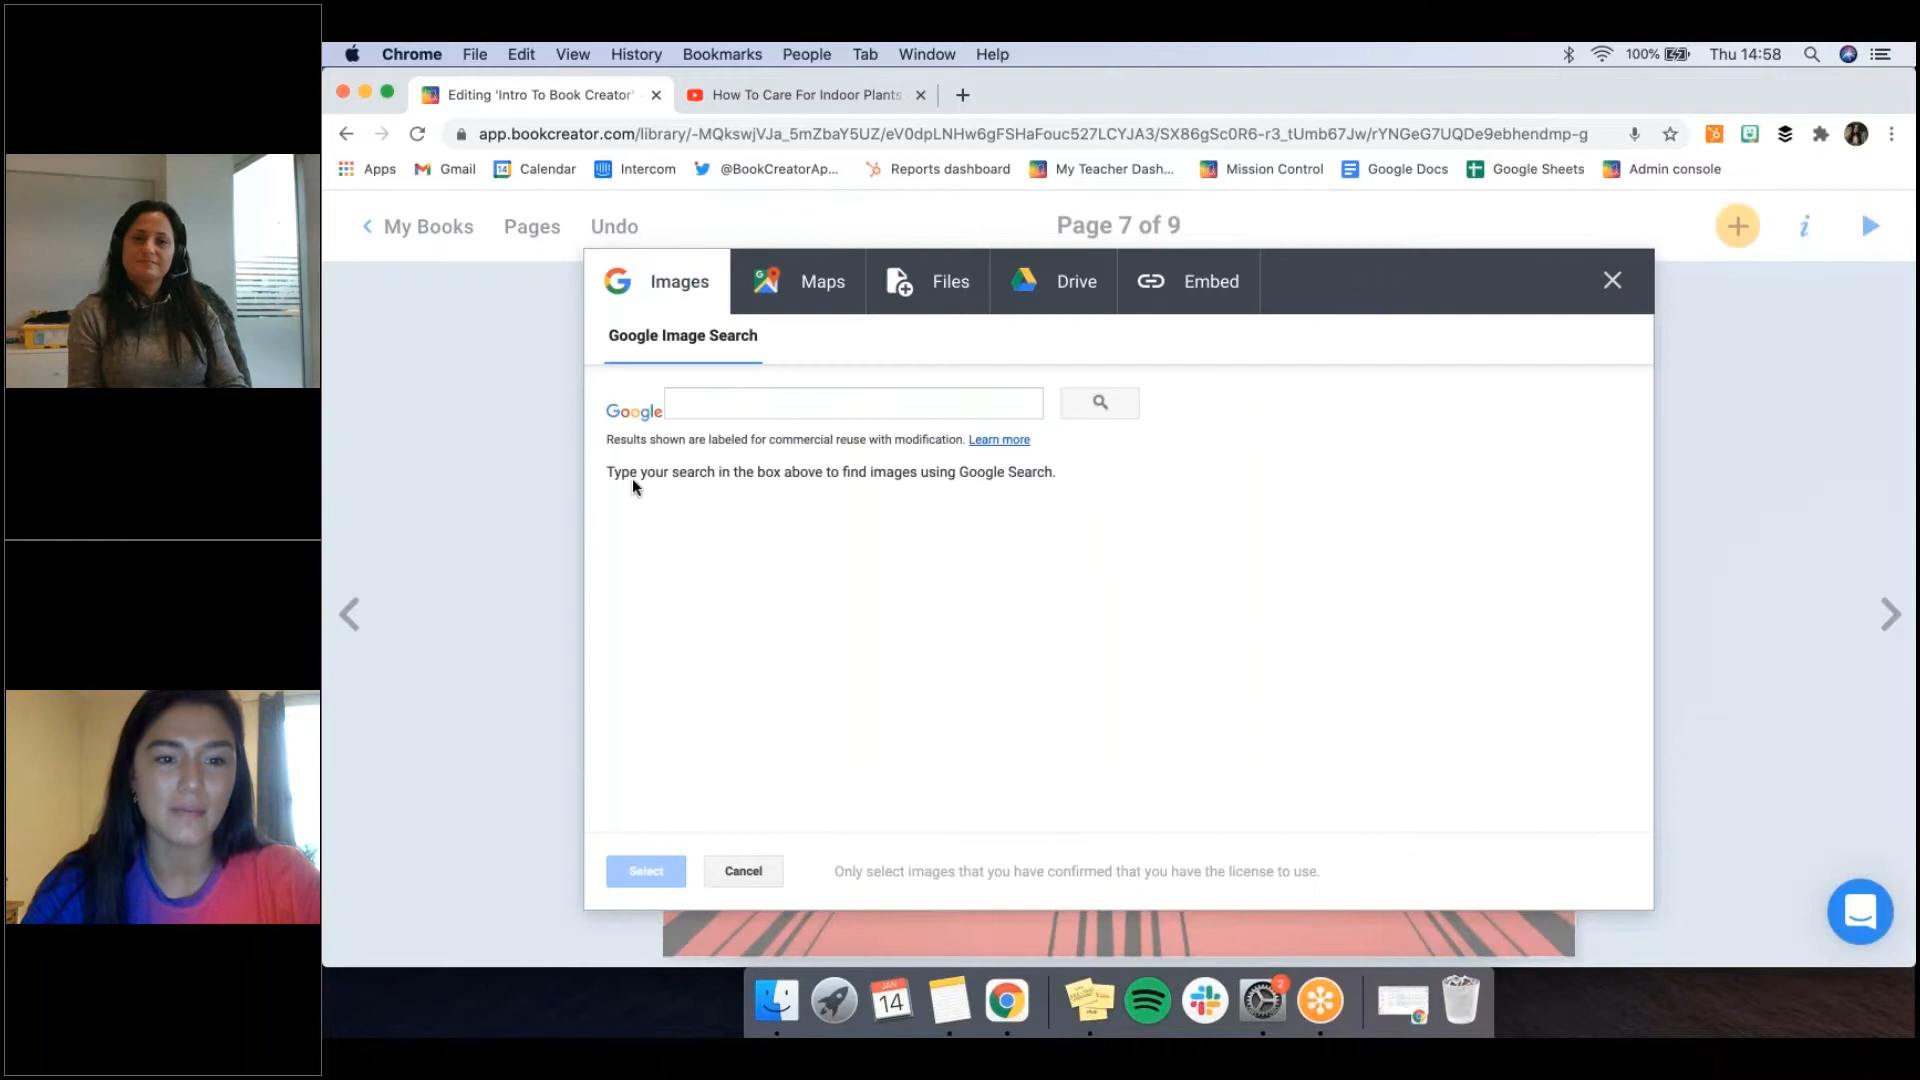 Chrome File Edit View History Bookmarks People Tab Window Help 100% Thu 14:58
Editing 'Intro To Book Creator' How To Care For Indoor Plants
app.bookcreator.com/library/-MQkswjVJa_5mZbaY5UZ/eV0dpLNHw6gFSHaFouc527LCYJA3/SX86gSc0R6-r3_tUmb67Jw/rYNGeG7UQDe9ebhendmp-g
Apps Gmail Calendar Intercom @BookCreatorAp... Reports dashboard My Teacher Dash... Mission Control Google Docs Google Sheets Admin console
My Books Pages Undo Page 7 of 9
Images Maps Files Drive Embed
Google Image Search
Google
Results shown are labeled for commercial reuse with modification. Learn more
Type your search in the box above to find images using Google Search.
Select Cancel Only select images that you have confirmed that you have the license to use.
JAN
14
2